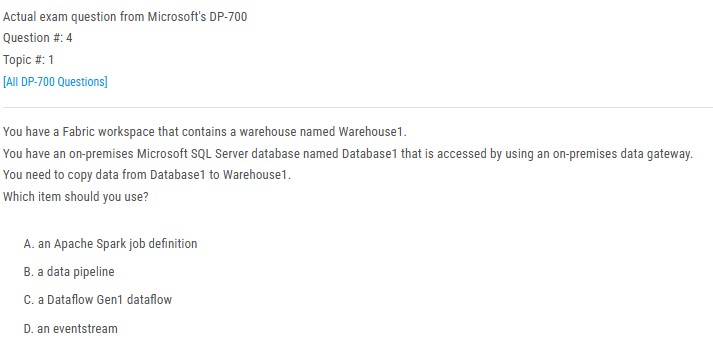 Actual exam question from Microsoft's DP-700
Question #: 4
Topic #: 1
[All DP-700 Questions]
You have a Fabric workspace that contains a warehouse named Warehouse1.
You have an on-premises Microsoft SQL Server database named Database1 that is accessed by using an on-premises data gateway.
You need to copy data from Database1 to Warehouse1.
Which item should you use?
A. an Apache Spark job definition
B. a data pipeline
C. a Dataflow Gen1 dataflow
D. an eventstream